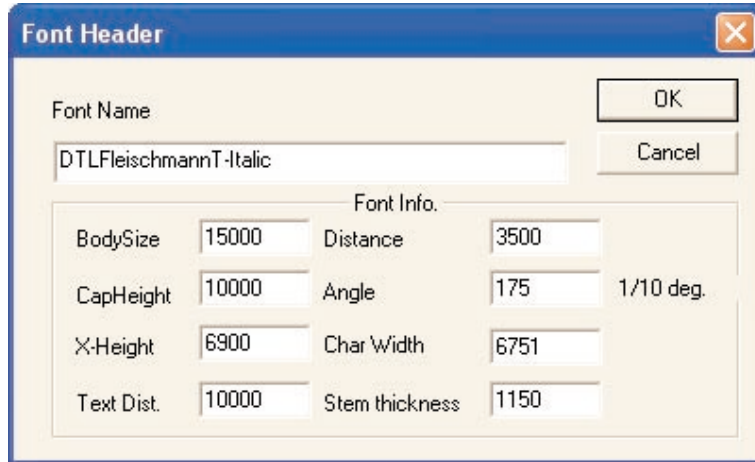 Font Header
OK
Font Name
Cancel
DTLFleischmannT-Italic
Font Info.
BodySize 15000 Distance 3500
CapHeight 10000 Angle 175 1/10 deg.
X-Height 6900 Char Width 6751
Text Dist. 10000 Stem thickness 1150